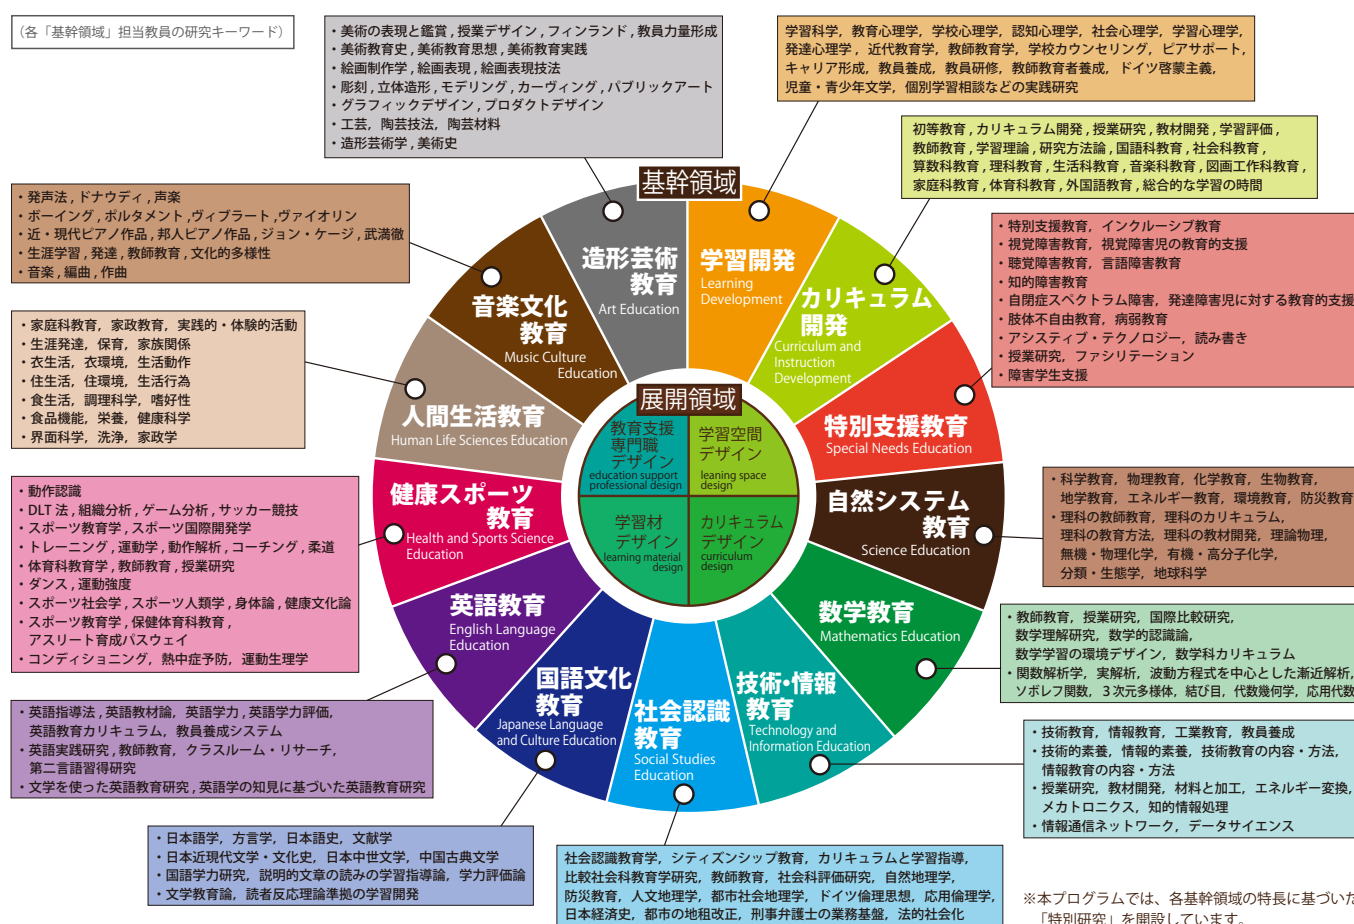 （各「基幹領域」担当教員の研究キーワード）
・美術の表現と鑑賞 , 授業デザイン , フィンランド , 教員力量形成
・美術教育史 , 美術教育思想 , 美術教育実践
・絵画制作学 , 絵画表現 , 絵画表現技法
・彫刻 , 立体造形 , モデリング , カーヴィング , パブリックアート
・グラフィックデザイン , プロダクトデザイン
・工芸，陶芸技法，陶芸材料
・造形芸術学 , 美術史
学習科学，教育心理学，学校心理学，認知心理学，社会心理学，学習心理学，
発達心理学 , 近代教育学，教師教育学，学校カウンセリング，ピアサポート，
キャリア形成，教員養成，教員研修，教師教育者養成，ドイツ啓蒙主義，
児童・青少年文学，個別学習相談などの実践研究
初等教育 , カリキュラム開発 , 授業研究 , 教材開発 , 学習評価 ,
教師教育 , 学習理論 , 研究方法論 , 国語科教育 , 社会科教育 ,
算数科教育 , 理科教育 , 生活科教育 , 音楽科教育 , 図画工作科教育 ,
家庭科教育 , 体育科教育 , 外国語教育 , 総合的な学習の時間
・発声法 , ドナウディ , 声楽
・ボーイング , ポルタメント , ヴィブラート , ヴァイオリン
・近・現代ピアノ作品 , 邦人ピアノ作品 , ジョン・ケージ , 武満徹
・生涯学習 , 発達 , 教師教育 , 文化的多様性
・音楽 , 編曲 , 作曲
・特別支援教育，インクルーシブ教育
・視覚障害教育，視覚障害児の教育的支援
・聴覚障害教育，言語障害教育
・知的障害教育
・自閉症スペクトラム障害，発達障害児に対する教育的支援
・肢体不自由教育，病弱教育
・アシスティブ・テクノロジー，読み書き
・授業研究，ファシリテーション
・障害学生支援
・家庭科教育，家政教育，実践的・体験的活動
・生涯発達，保育，家族関係
・衣生活，衣環境，生活動作
・住生活，住環境，生活行為
・食生活，調理科学，嗜好性
・食品機能，栄養，健康科学
・界面科学，洗浄，家政学
・動作認識
・DLT 法 , 組織分析 , ゲーム分析 , サッカー競技
・スポーツ教育学 , スポーツ国際開発学
・トレーニング , 運動学 , 動作解析 , コーチング , 柔道
・体育科教育学 , 教師教育 , 授業研究
・ダンス , 運動強度
・スポーツ社会学 , スポーツ人類学 , 身体論 , 健康文化論
・スポーツ教育学 , 保健体育科教育 ,
アスリート育成パスウェイ
・コンディショニング，熱中症予防，運動生理学
・科学教育，物理教育，化学教育，生物教育，
地学教育，エネルギー教育，環境教育，防災教育
・理科の教師教育，理科のカリキュラム，
理科の教育方法，理科の教材開発，理論物理，
無機・物理化学，有機・高分子化学，
分類・生態学，地球科学
・教師教育，授業研究，国際比較研究，
数学理解研究，数学的認識論，
数学学習の環境デザイン，数学科カリキュラム
・関数解析学，実解析，波動方程式を中心とした漸近解析，
ソボレフ関数，３次元多様体，結び目，代数幾何学，応用代数
・英語指導法 , 英語教材論，英語学力 , 英語学力評価，
英語教育カリキュラム，教員養成システム
・英語実践研究 , 教師教育，クラスルーム・リサーチ，
第二言語習得研究
・文学を使った英語教育研究 , 英語学の知見に基づいた英語教育研究
・技術教育，情報教育，工業教育，教員養成
・技術的素養，情報的素養，技術教育の内容・方法，
情報教育の内容・方法
・授業研究，教材開発，材料と加工，エネルギー変換，
メカトロニクス，知的情報処理
・情報通信ネットワーク，データサイエンス
・日本語学，方言学，日本語史，文献学
・日本近現代文学・文化史，日本中世文学，中国古典文学
・国語学力研究，説明的文章の読みの学習指導論，学力評価論
・文学教育論，読者反応理論準拠の学習開発
社会認識教育学，シティズンシップ教育，カリキュラムと学習指導，
比較社会科教育学研究，教師教育，社会科評価研究，自然地理学，
防災教育，人文地理学，都市社会地理学，ドイツ倫理思想，応用倫理学，
日本経済史，都市の地租改正，刑事弁護士の業務基盤，法的社会化
基幹領域
造形芸術
教育
Art Education
学習開発
Learning
Development
カリキュラム
開発
Curriculum and
Instruction
Development
特別支援教育
Special Needs Education
自然システム
教育
Science Education
数学教育
Mathematics Education
技術・情報
教育
Technology and
Information Education
社会認識
教育
Social Studies
Education
国語文化
教育
Japanese Language
and Culture Education
英語教育
English Language
Education
健康スポーツ
教育
Health and Sports Science
Education
人間生活教育
Human Life Sciences Education
音楽文化
教育
Music Culture
Education
展開領域
教育支援
専門職
デザイン
education support
professional design
学習空間
デザイン
leaning space
design
学習材
デザイン
learning material
design
カリキュラム
デザイン
curriculum
design
※本プログラムでは、各基幹領域の特長に基づいた
「特別研究」を開設しています。